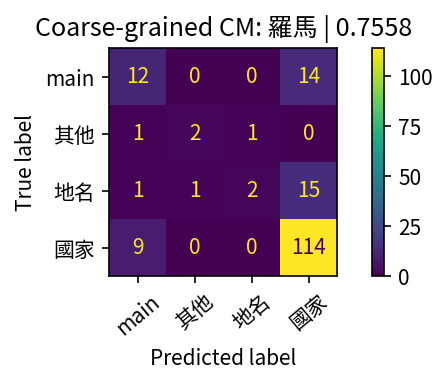 Coarse-grained CM: 羅馬 | 0.7558
True label
main 12 0 0 14
其他 1 2 1 0
地名 1 1 2 15
國家 9 0 0 114
main 其他 地名 國家
Predicted label
100
75
50
25
0